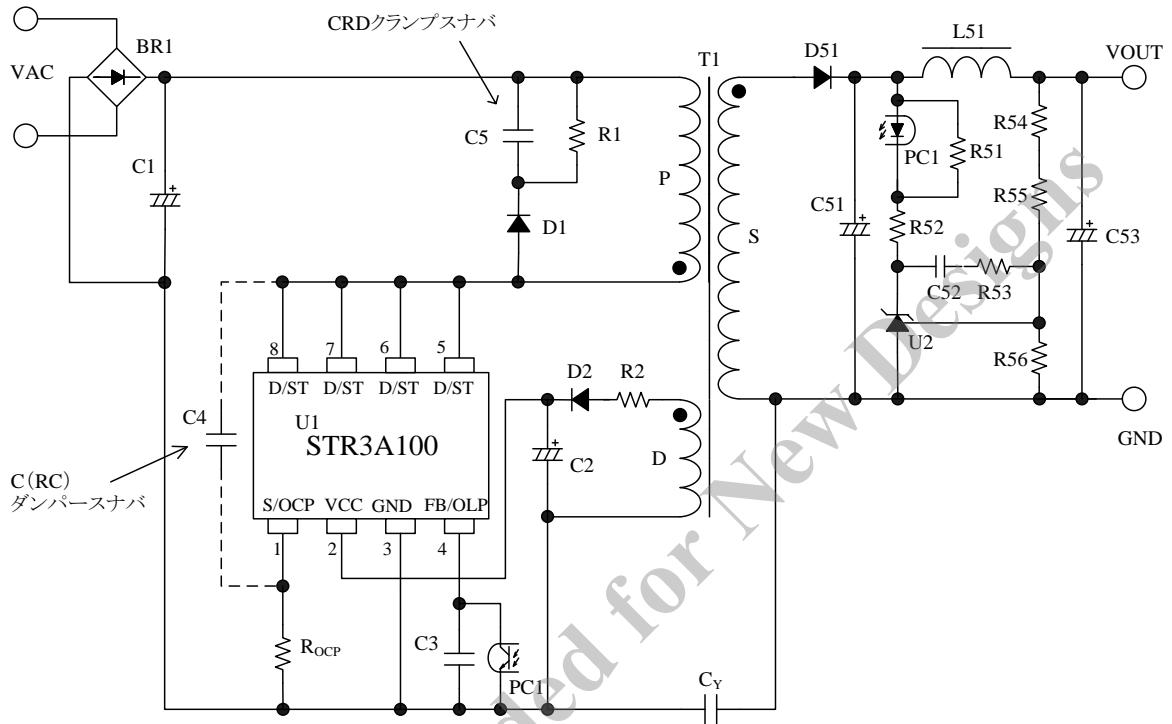 CRDクランプスナバ
BR1
VAC
C1
C5
R1
D1
T1
P
S
D51
L51
VOUT
PC1
R51
R54
R55
C51
R52
C53
C52
R53
U2
R56
GND
8
7
6
5
D/ST
D/ST
D/ST
D/ST
C4
U1
STR3A100
D2
R2
C2
D
C(RC)
ダンパースナバ
S/OCP
VCC
GND
FB/OLP
1
2
3
4
ROCP
C3
PC1
CY
ded for New Designs